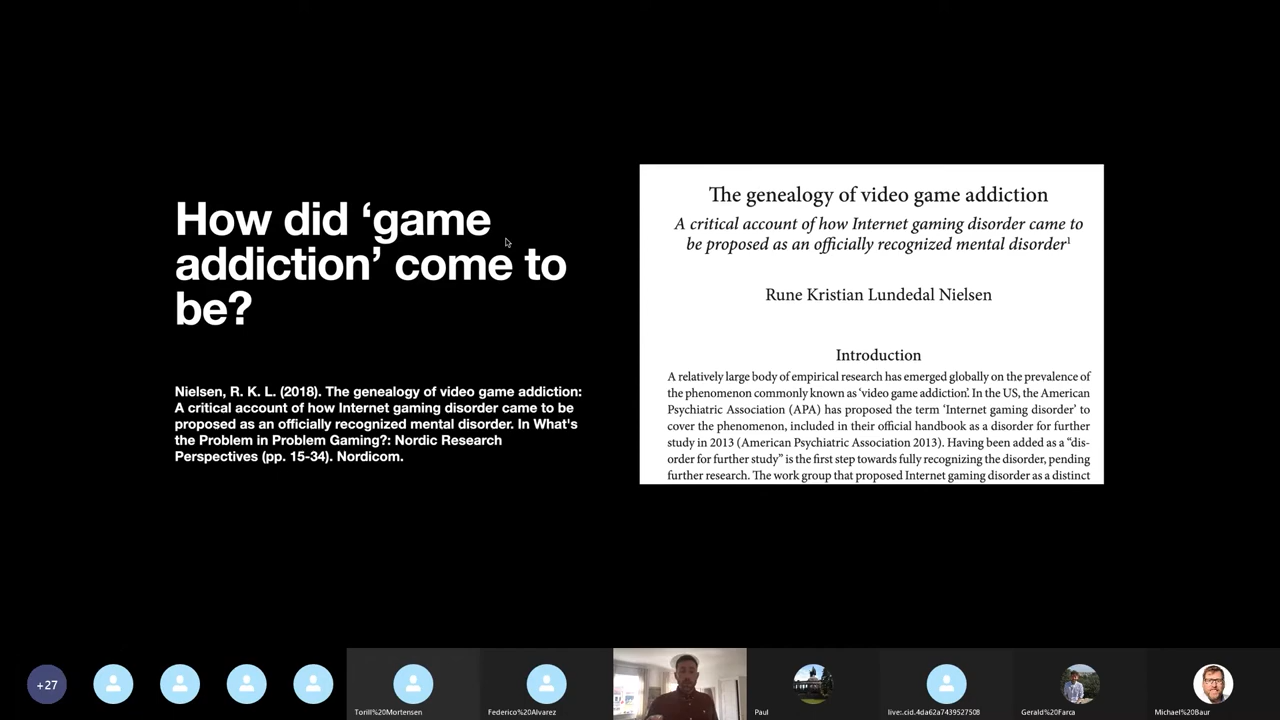 How did ‘game
addiction’ come to
be?
Nielsen, R. K. L. (2018). The genealogy of video game addiction:
A critical account of how Internet gaming disorder came to be
proposed as an officially recognized mental disorder. In What's
the Problem in Problem Gaming?: Nordic Research
Perspectives (pp. 15-34). Nordicom.
The genealogy of video game addiction
A critical account of how Internet gaming disorder came to
be proposed as an officially recognized mental disorder¹
Rune Kristian Lundedal Nielsen
Introduction
A relatively large body of empirical research has emerged globally on the prevalence of
the phenomenon commonly known as ‘video game addiction’. In the US, the American
Psychiatric Association (APA) has proposed the term ‘Internet gaming disorder’ to
cover the phenomenon, included in their official handbook as a disorder for further
study in 2013 (American Psychiatric Association 2013). Having been added as a “dis-
order for further study” is the first step towards fully recognizing the disorder, pending
further research. The work group that proposed Internet gaming disorder as a distinct
+27
Torill%20Mortensen
Federico%20Alvarez
Paul
live:.cid.4da62a7439527508
Gerald%20Farca
Michael%20Baur